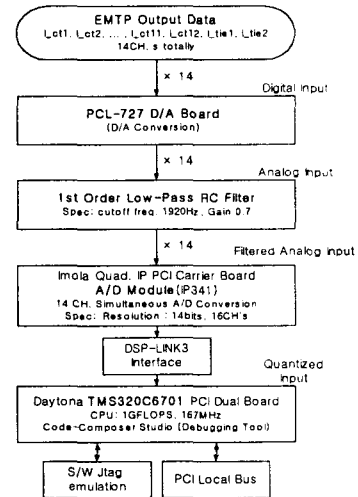 EMTP Output Data
i_ct1, i_ct2, ... , i_ct11, i_ct12, i_tie1, i_tie2
14CH, s totally
× 14
Digital Input
PCL-727 D/A Board
(D/A Conversion)
× 14
Analog Input
1st Order Low-Pass RC Filter
Spec: cutoff freq. 1920Hz, Gain 0.7
× 14
Filtered Analog Input
Imola Quad. IP PCI Carrier Board
A/D Module(IP341)
14 CH. Simultaneous A/D Conversion
Spec: Resolution : 14bits, 16CH's
DSP-LINK3
Interface
Quantized
Input
Daytona TMS320C6701 PCI Dual Board
CPU: 1GFLOPS, 167MHz
Code-Composer Studio (Debugging Tool)
S/W Jtag
emulation
PCI Local Bus